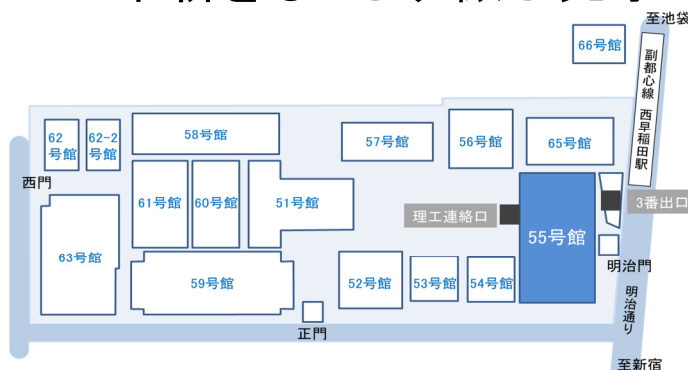 至池袋
66号館
副都心線 西早稲田駅
62
号館
62-2
号館
58号館
57号館
56号館
65号館
西門
61号館
60号館
51号館
理工連絡口
3番出口
55号館
63号館
59号館
52号館
53号館
54号館
明治門
正門
明治通り
至新宿